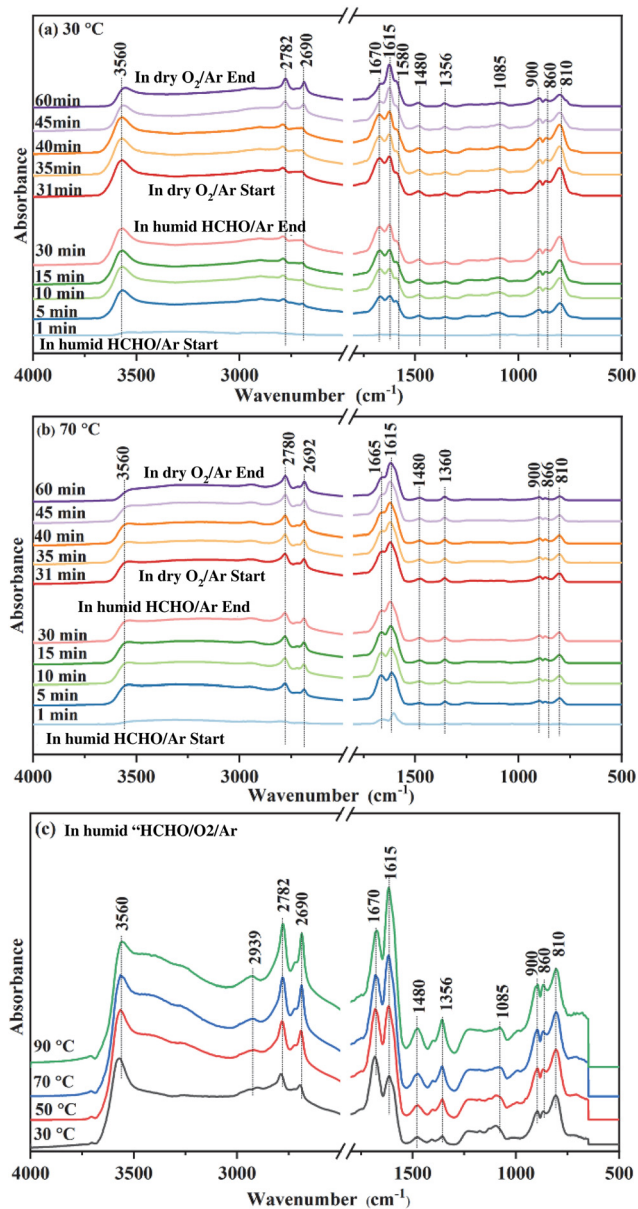 (a) 30 °C
3560
2782
2690
1670
1615
1580
1480
1356
1085
900
860
810
In dry O2/Ar End
60min
45min
40min
35min
31min
In dry O2/Ar Start
In humid HCHO/Ar End
30 min
15 min
10 min
5 min
1 min
In humid HCHO/Ar Start
Absorbance
4000
3500
3000
1500
1000
500
Wavenumber (cm-1)
(b) 70 °C
3560
2780
2692
1665
1615
1480
1360
900
866
810
In dry O2/Ar End
60 min
45 min
40 min
35 min
31 min
In dry O2/Ar Start
In humid HCHO/Ar End
30 min
15 min
10 min
5 min
1 min
In humid HCHO/Ar Start
Absorbance
4000
3500
3000
1500
1000
500
Wavenumber (cm-1)
(c) In humid “HCHO/O2/Ar
3560
2939
2782
2690
1670
1615
1480
1356
1085
900
860
810
90 °C
70 °C
50 °C
30 °C
Absorbance
4000
3500
3000
1500
1000
500
Wavenumber (cm-1)